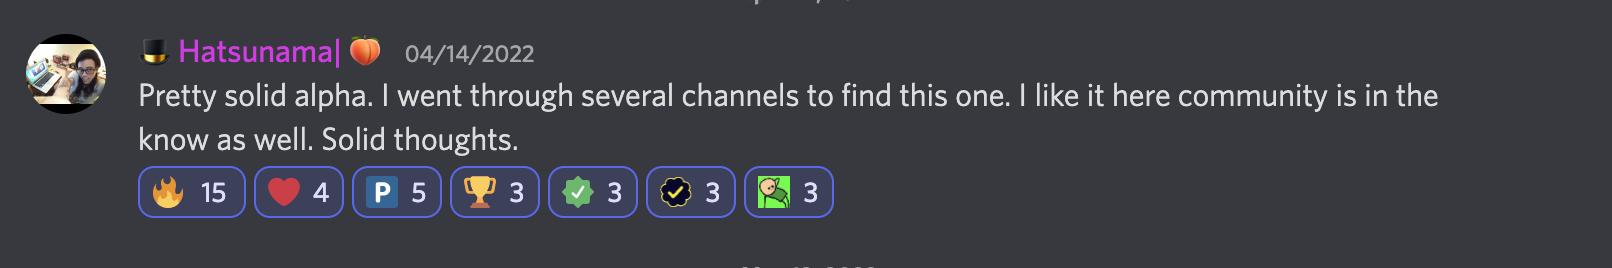 Hatsunama| 04/14/2022
Pretty solid alpha. I went through several channels to find this one. I like it here community is in the
know as well. Solid thoughts.
15 4 P 5 3 3 3 3